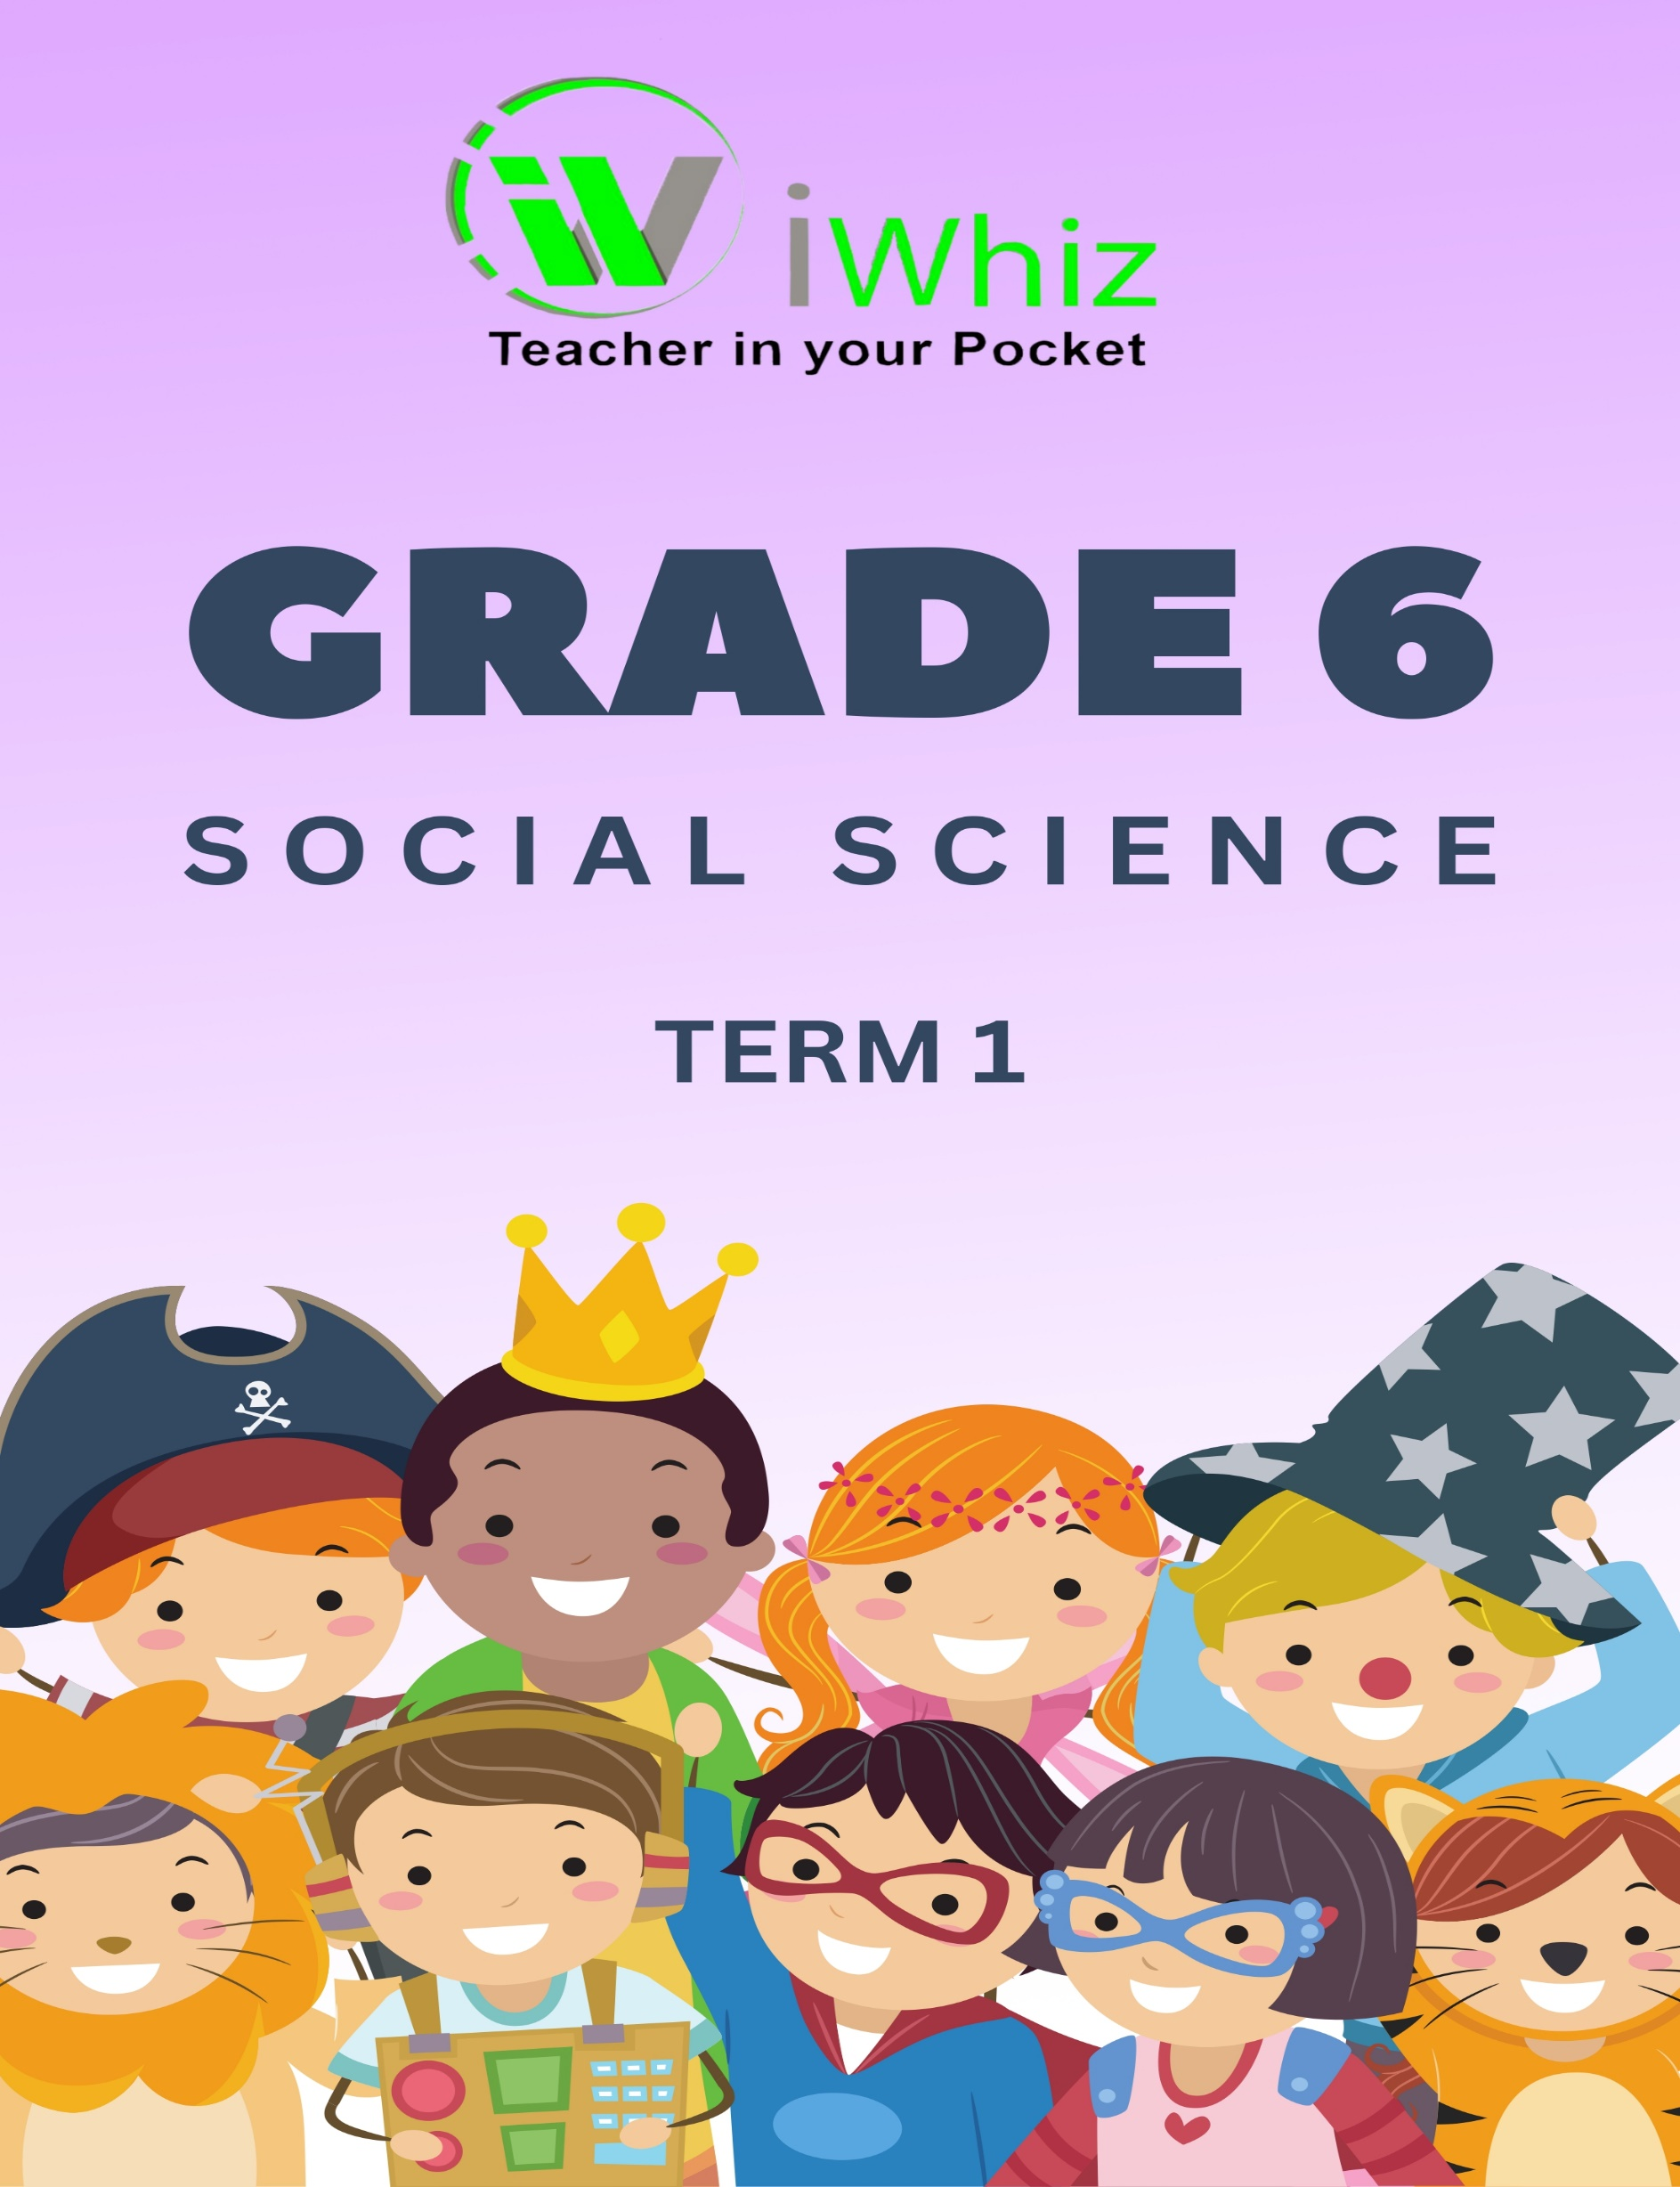 iWhiz
Teacher in your Pocket
GRADE 6
SOCIAL SCIENCE
TERM 1